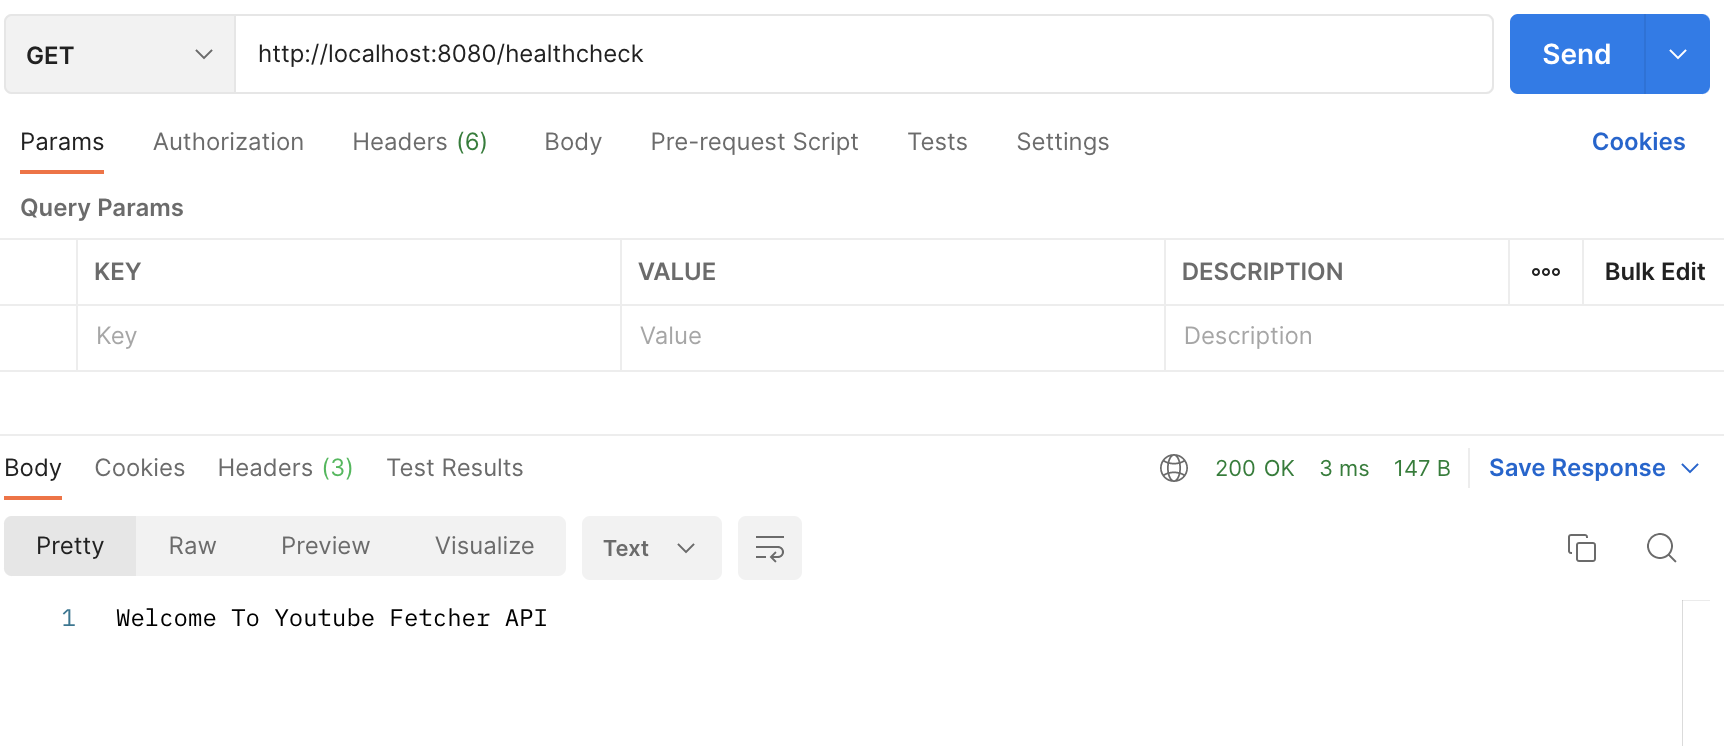 GET http://localhost:8080/healthcheck Send
Params Authorization Headers (6) Body Pre-request Script Tests Settings Cookies
Query Params
KEY VALUE DESCRIPTION Bulk Edit
Key Value Description
Body Cookies Headers (3) Test Results 200 OK 3 ms 147 B Save Response
Pretty Raw Preview Visualize Text
1 Welcome To Youtube Fetcher API